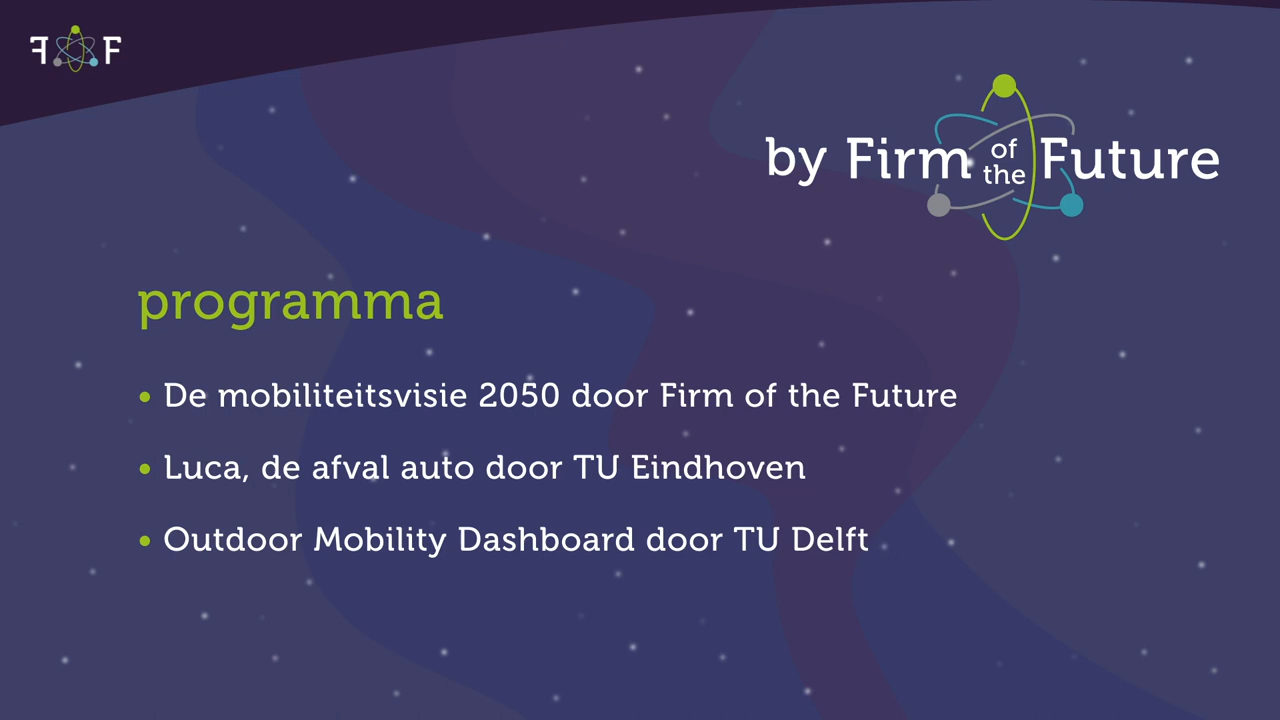 FF
by Firm of the Future
programma
• De mobiliteitsvisie 2050 door Firm of the Future
• Luca, de afval auto door TU Eindhoven
• Outdoor Mobility Dashboard door TU Delft